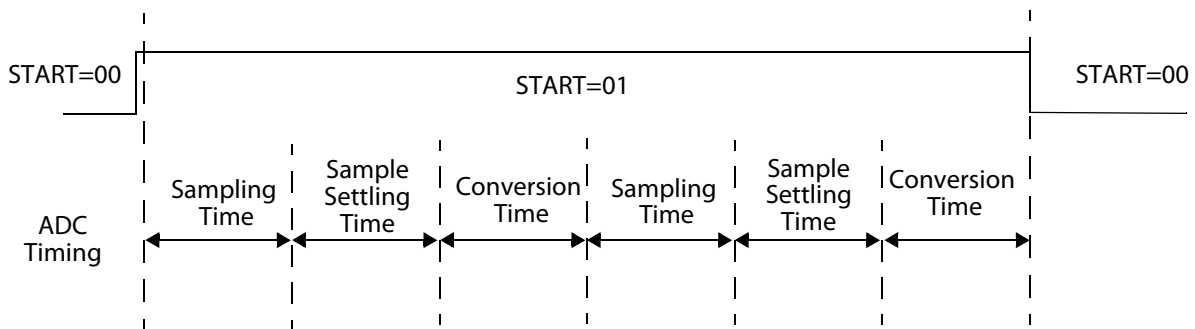 START=00
START=01
START=00
ADC
Timing
Sampling
Time
Sample
Settling
Time
Conversion
Time
Sampling
Time
Sample
Settling
Time
Conversion
Time